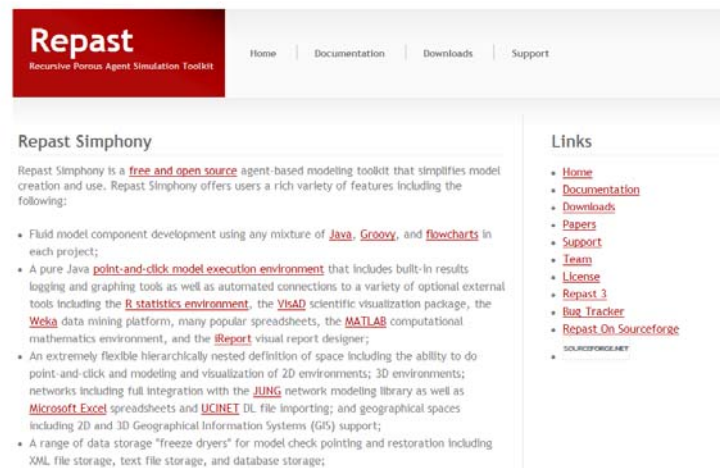 Repast
Recursive Porous Agent Simulation Toolkit
Home
Documentation
Downloads
Support
Repast Simphony
Repast Simphony is a free and open source agent-based modeling toolkit that simplifies model
creation and use. Repast Simphony offers users a rich variety of features including the
following:
• Fluid model component development using any mixture of Java, Groovy, and flowcharts in
each project;
• A pure Java point-and-click model execution environment that includes built-in results
logging and graphing tools as well as automated connections to a variety of optional external
tools including the R statistics environment, the VisAD scientific visualization package, the
Weka data mining platform, many popular spreadsheets, the MATLAB computational
mathematics environment, and the iReport visual report designer;
• An extremely flexible hierarchically nested definition of space including the ability to do
point-and-click and modeling and visualization of 2D environments; 3D environments;
networks including full integration with the JUNG network modeling library as well as
Microsoft Excel spreadsheets and UCINET DL file importing; and geographical spaces
including 2D and 3D Geographical Information Systems (GIS) support;
• A range of data storage "freeze dryers" for model check pointing and restoration including
XML file storage, text file storage, and database storage;
Links
• Home
• Documentation
• Downloads
• Papers
• Support
• Team
• License
• Repast 3
• Bug Tracker
• Repast On Sourceforge
• SOURCEFORGE.NET